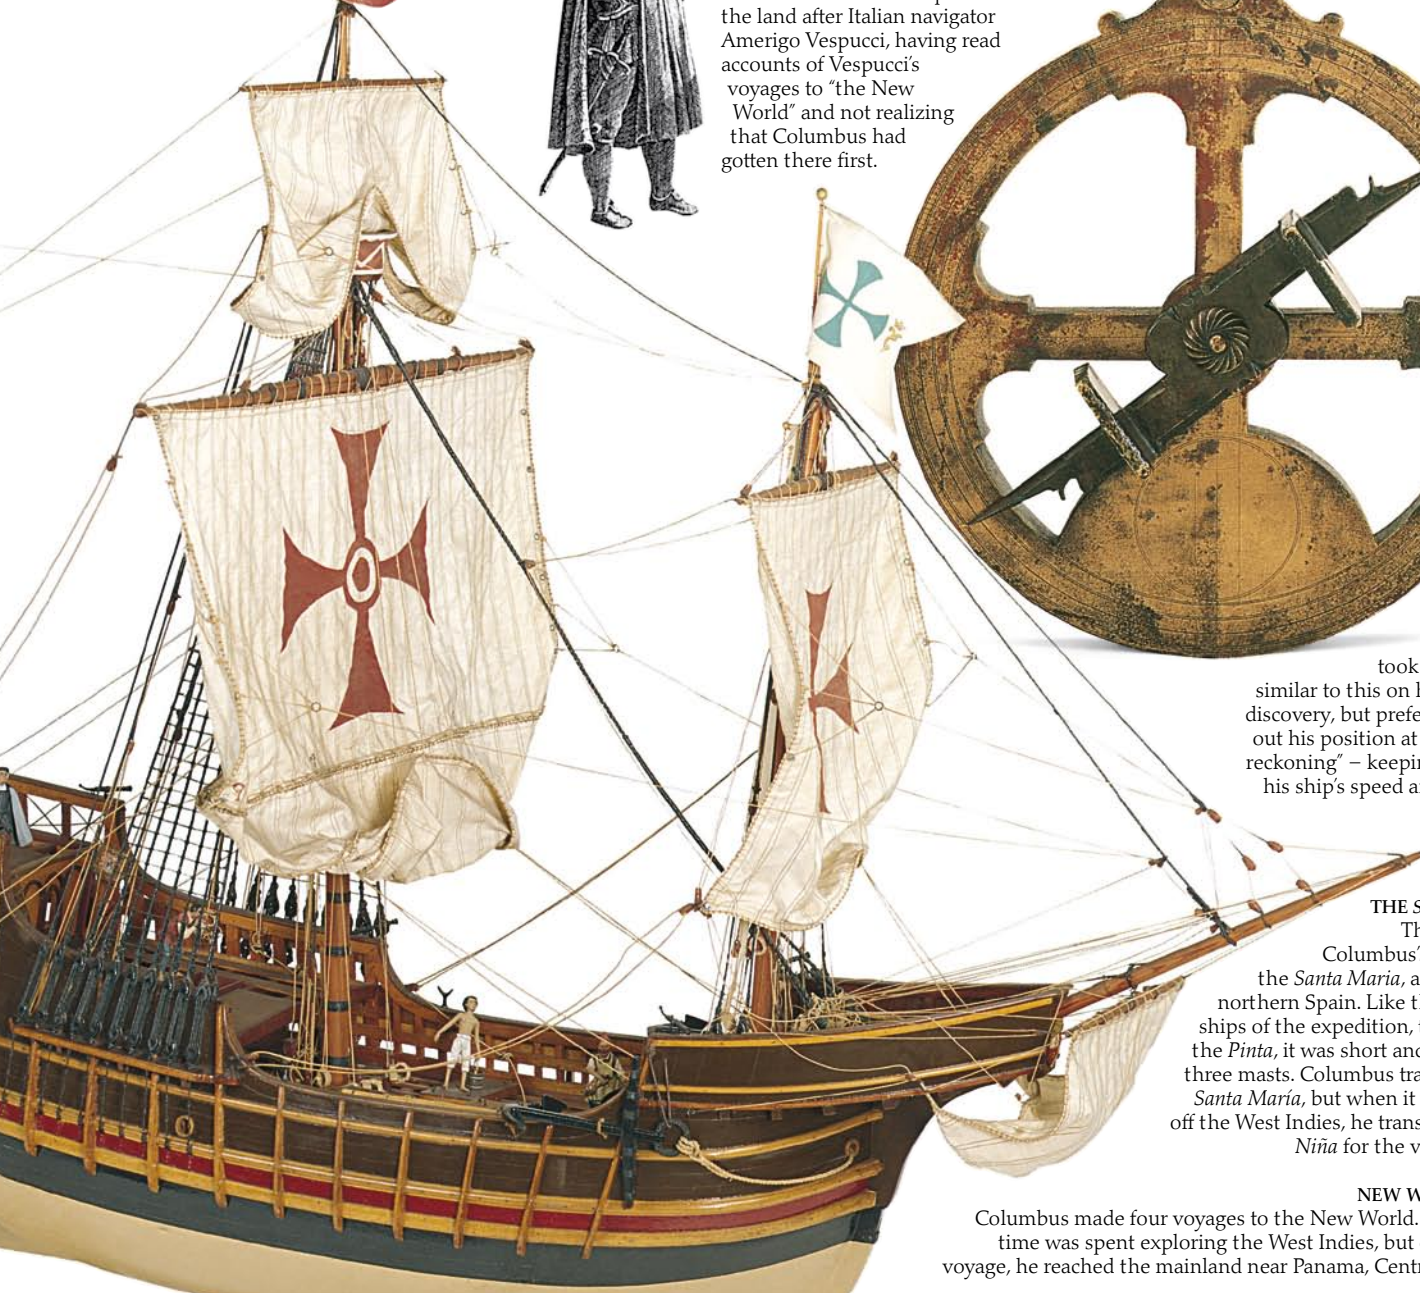 the land after Italian navigator
Amerigo Vespucci, having read
accounts of Vespucci's
voyages to “the New
World” and not realizing
that Columbus had
gotten there first.
took
similar to this on
discovery, but
out his position at
reckoning” –
his ship's speed
THE
Columbus'
the Santa Maria,
northern Spain. Like
ships of the expedition,
the Pinta, it was short
three masts. Columbus
Santa María, but when it
off the West Indies, he
Niña for the
NEW
Columbus made four voyages to the New World.
time was spent exploring the West Indies, but
voyage, he reached the mainland near Panama,